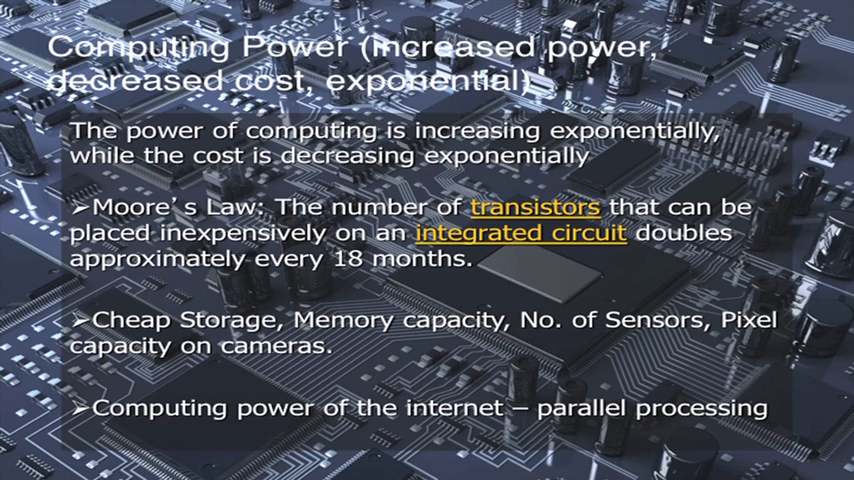 Computing Power (increased power,
decreased cost, exponential)
The power of computing is increasing exponentially,
while the cost is decreasing exponentially
➢Moore’s Law: The number of transistors that can be
placed inexpensively on an integrated circuit doubles
approximately every 18 months.
➢Cheap Storage, Memory capacity, No. of Sensors, Pixel
capacity on cameras.
➢Computing power of the internet – parallel processing